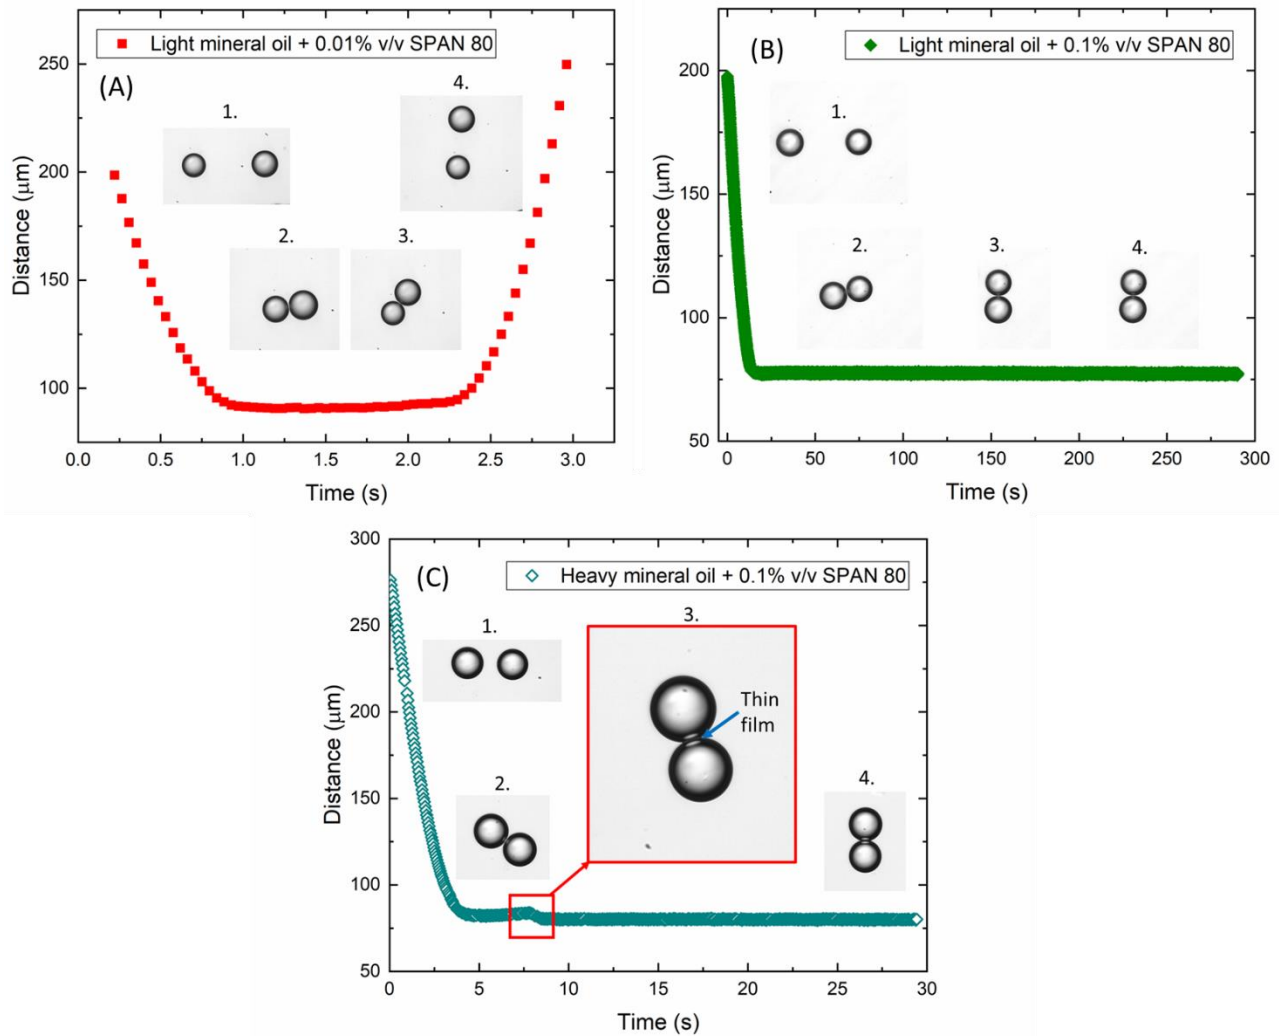 (A)
Light mineral oil + 0.01% v/v SPAN 80
1.
4.
2.
3.
Distance (μm)
250
200
150
100
0.0 0.5 1.0 1.5 2.0 2.5 3.0
Time (s)
(B)
Light mineral oil + 0.1% v/v SPAN 80
1.
2.
3.
4.
Distance (μm)
200
150
100
50
0 50 100 150 200 250 300
Time (s)
(C)
Heavy mineral oil + 0.1% v/v SPAN 80
1.
3.
Thin
film
2.
4.
Distance (μm)
300
250
200
150
100
50
0 5 10 15 20 25 30
Time (s)